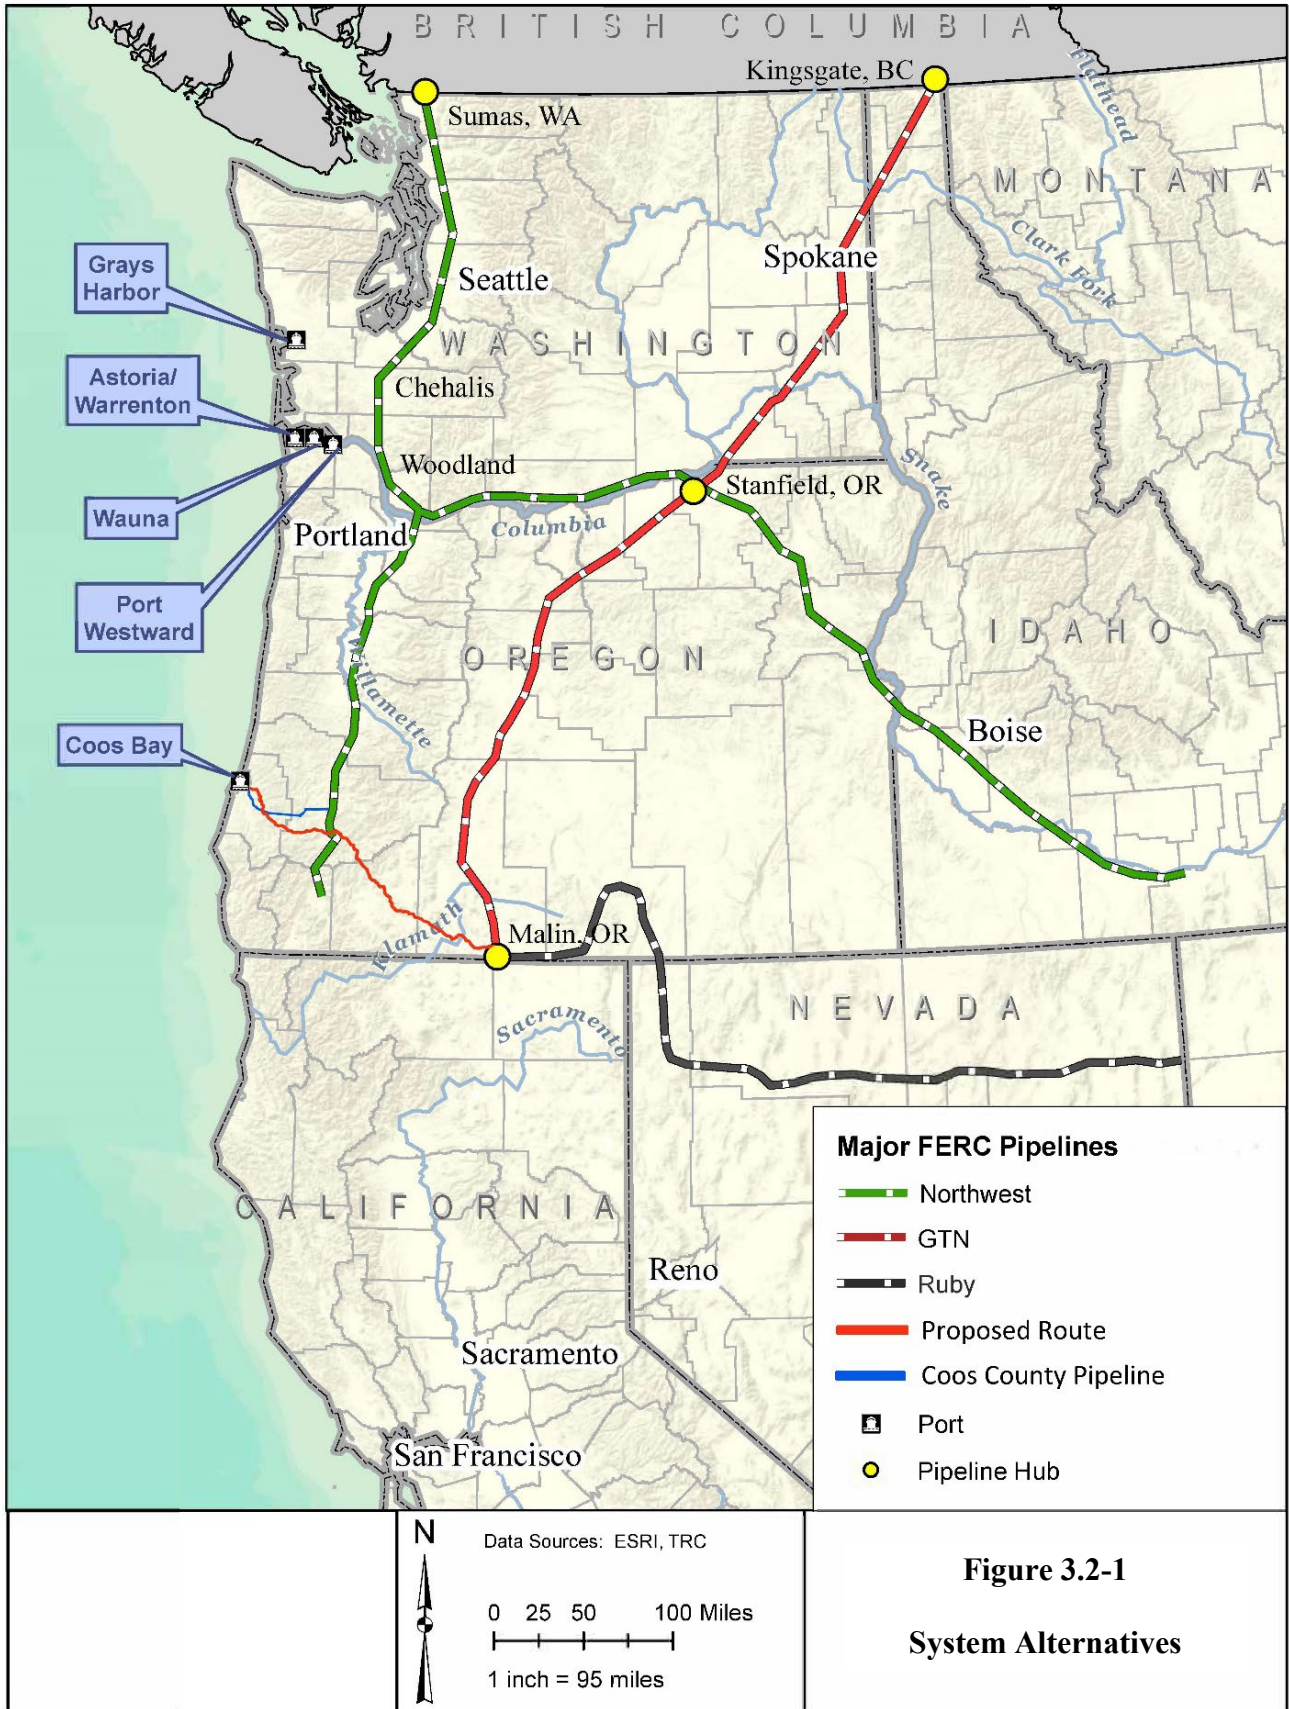 BRITISH COLUMBIA
Kingsgate, BC
Flathead
Sumas, WA
MONTANA
Clark Fork
Grays
Harbor
Spokane
Seattle
WASHINGTON
Astoria/
Warrenton
Chehalis
Woodland
Snake
Stanfield, OR
Wauna
Columbia
Portland
Port
Westward
IDAHO
OREGON
Willamette
Coos Bay
Boise
Klamath
Malin, OR
NEVADA
Sacramento
CALIFORNIA
Reno
Sacramento
San Francisco
Major FERC Pipelines
Northwest
GTN
Ruby
Proposed Route
Coos County Pipeline
Port
Pipeline Hub
N
Data Sources: ESRI, TRC
0 25 50 100 Miles
1 inch = 95 miles
Figure 3.2-1
System Alternatives